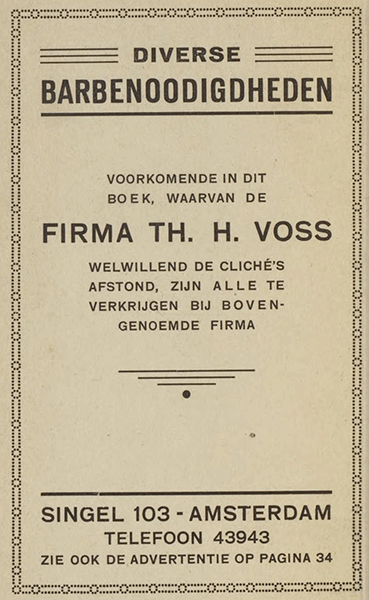 DIVERSE
BARBENOODIGDHEDEN
VOORKOMENDE IN DIT
BOEK, WAARVAN DE
FIRMA TH. H. VOSS
WELWILLEND DE CLICHÉ'S
AFSTOND, ZIJN ALLE TE
VERKRIJGEN BIJ BOVEN-
GENOEMDE FIRMA
SINGEL 103 - AMSTERDAM
TELEFOON 43943
ZIE OOK DE ADVERTENTIE OP PAGINA 34